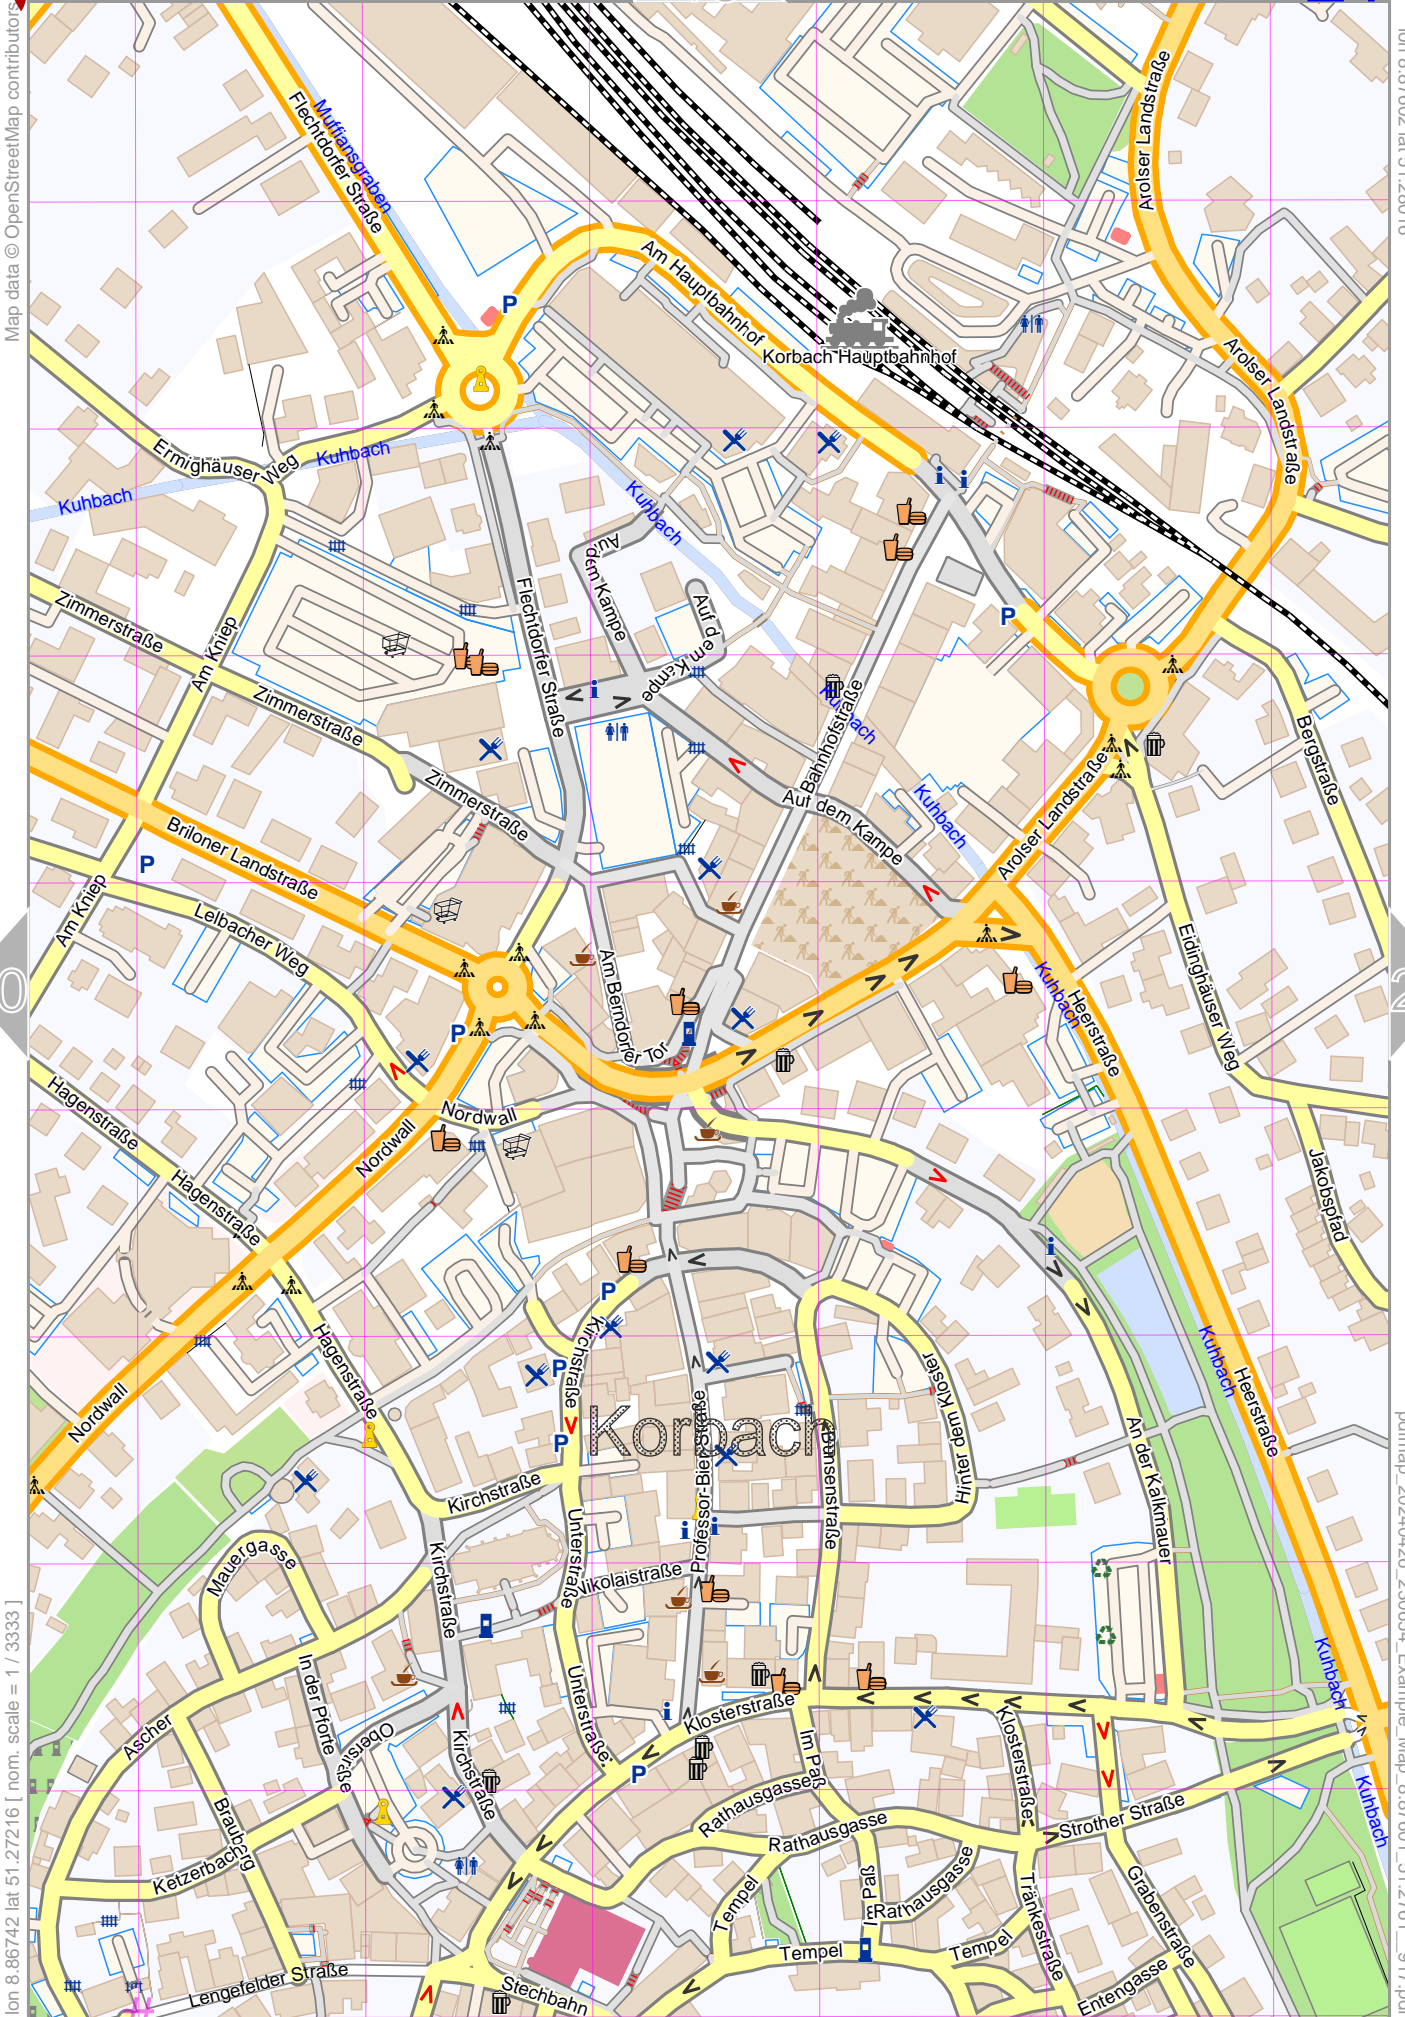 Map data © OpenStreetMap contributors
Arolser Landstraße
Flechtdorfer Straße
Mufflansgraben
Am Hauptbahnhof
P
Korbach Hauptbahnhof
Arolser Landstraße
Ermighäuser Weg
Kuhbach
Kuhbach
Kuhbach
i i
Auf dem Kampe
Auf dem Kampe
Flechtdorfer Straße
Zimmerstraße
Am Kniep
P
i
Kuhbach
Bahnhofstraße
Zimmerstraße
Bergstraße
Zimmerstraße
Auf dem Kampe
Kuhbach
Arolser Landstraße
Briloner Landstraße
P
Am Kniep
Lelbacher Weg
Am Berndorfer Tor
Eidinghäuser Weg
Kuhbach
Heerstraße
0
2
P
Hagenstraße
Nordwall
Nordwall
Jakobspfad
Hagenstraße
i
P
Kirchstraße
Hagenstraße
P
Kuhbach
Heerstraße
Nordwall
Hinter dem Kloster
Korbach
P
Professor-Bier-Straße
Bunsenstraße
An der Kalkmauer
Kirchstraße
Unterstraße
i i
Mauergasse
Kirchstraße
Nikolaistraße
In der Pforte
Unterstraße
Kuhbach
Ascher
Oberstraße
Kirchstraße
i
Klosterstraße
Im Paß
Klosterstraße
P
Kuhbach
Brauberg
Rathausgasse
Rathausgasse
Strother Straße
Ketzerbach
Tempel
Im Paß
Rathausgasse
Tränkestraße
Grabenstraße
Tempel
Tempel
Entengasse
Lengefelder Straße
Stechbahn
lon 8.86742 lat 51.27216 [ nom. scale = 1 / 3333 ]